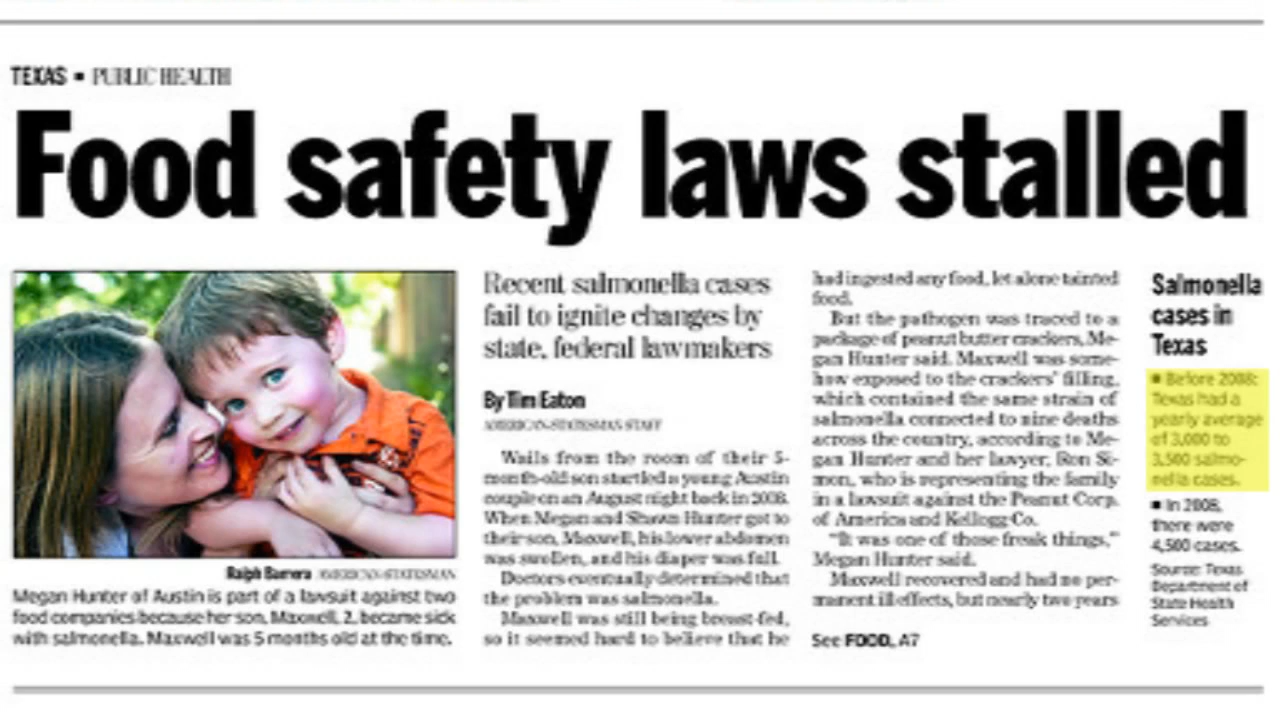 TEXAS ▪ PUBLIC HEALTH
Food safety laws stalled
Ralph Barrera AMERICAN-STATESMAN
Megan Hunter of Austin is part of a lawsuit against two
food companies because her son, Maxwell, 2, became sick
with salmonella. Maxwell was 5 months old at the time.
Recent salmonella cases
fail to ignite changes by
state, federal lawmakers
By Tim Eaton
AMERICAN-STATESMAN STAFF
Wails from the room of their 5-
month-old son startled a young Austin
couple on an August night back in 2008.
When Megan and Shawn Hunter got to
their son, Maxwell, his lower abdomen
was swollen, and his diaper was full.
Doctors eventually determined that
the problem was salmonella.
Maxwell was still being breast-fed,
so it seemed hard to believe that he
had ingested any food, let alone tainted
food.
But the pathogen was traced to a
package of peanut butter crackers, Me-
gan Hunter said. Maxwell was some-
how exposed to the crackers' filling,
which contained the same strain of
salmonella connected to nine deaths
across the country, according to Me-
gan Hunter and her lawyer, Ron Si-
mon, who is representing the family
in a lawsuit against the Peanut Corp.
of America and Kellogg Co.
"It was one of those freak things,"
Megan Hunter said.
Maxwell recovered and had no per-
manent ill effects, but nearly two years
See FOOD, A7
Salmonella
cases in
Texas
▪ Before 2008:
Texas had a
yearly average
of 3,000 to
3,500 salmo-
nella cases.
▪ In 2008,
there were
4,500 cases.
Source: Texas
Department of
State Health
Services